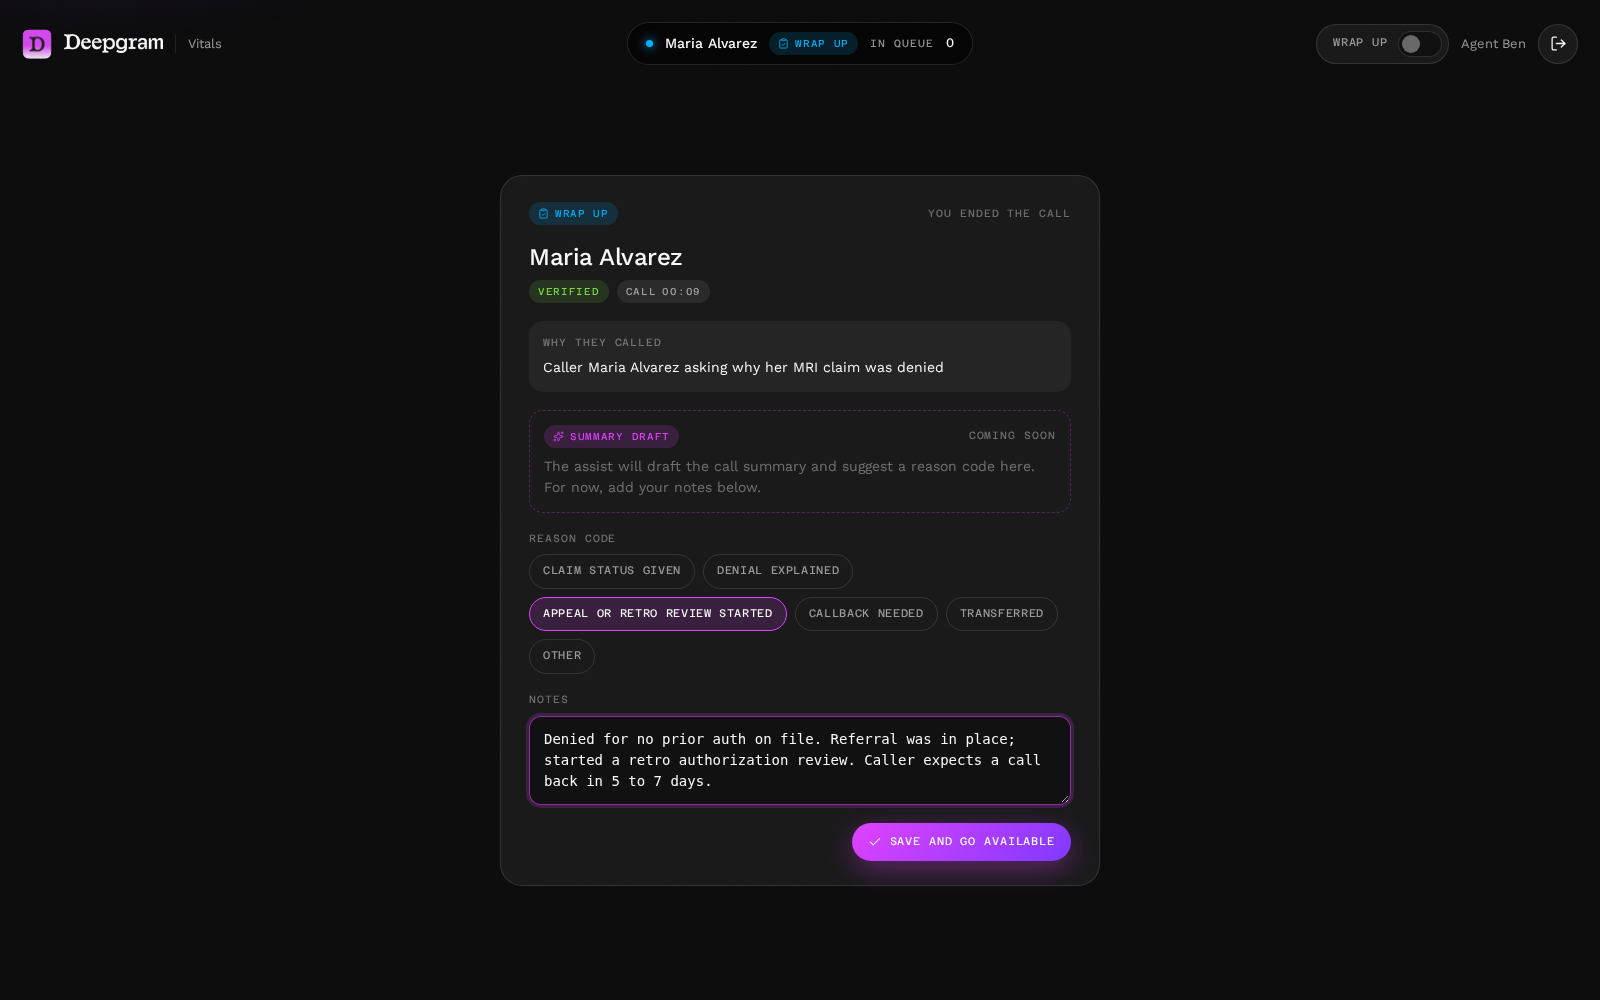 D Deepgram Vitals
Maria Alvarez WRAP UP IN QUEUE 0
WRAP UP Agent Ben
WRAP UP YOU ENDED THE CALL
Maria Alvarez
VERIFIED CALL 00:09
WHY THEY CALLED
Caller Maria Alvarez asking why her MRI claim was denied
SUMMARY DRAFT COMING SOON
The assist will draft the call summary and suggest a reason code here.
For now, add your notes below.
REASON CODE
CLAIM STATUS GIVEN DENIAL EXPLAINED
APPEAL OR RETRO REVIEW STARTED CALLBACK NEEDED TRANSFERRED
OTHER
NOTES
Denied for no prior auth on file. Referral was in place;
started a retro authorization review. Caller expects a call
back in 5 to 7 days.
SAVE AND GO AVAILABLE